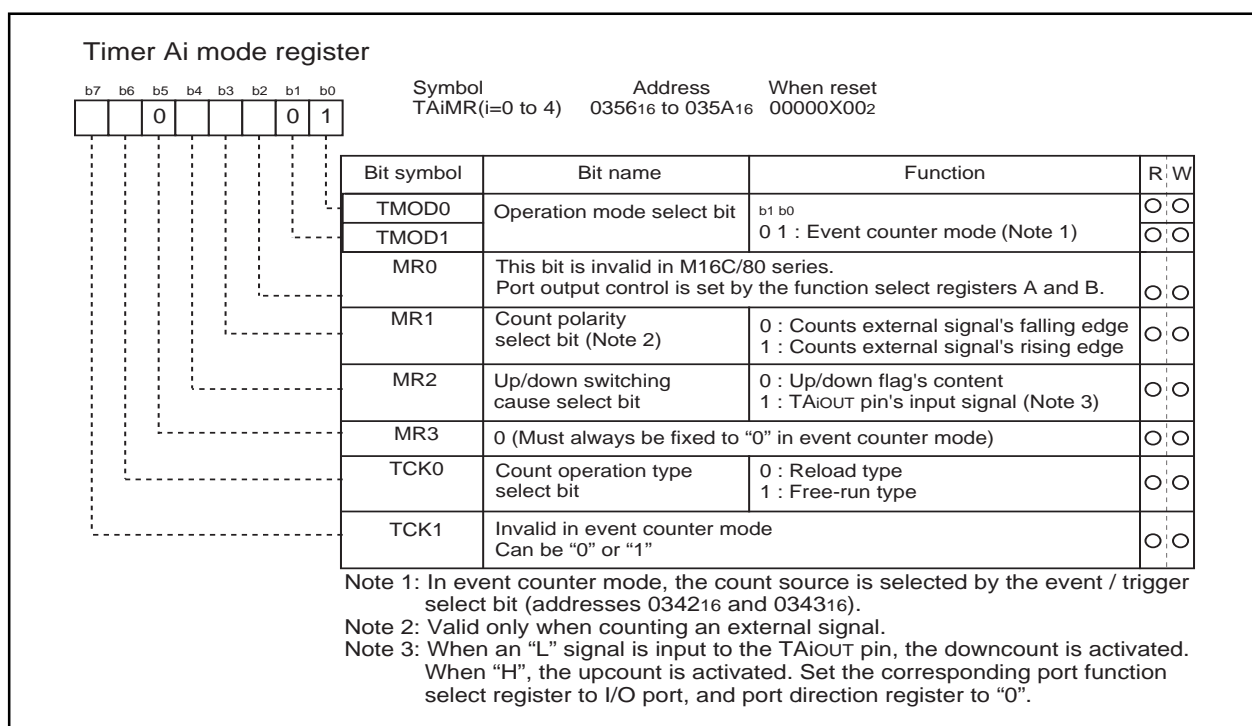 Timer Ai mode register
b7 b6 b5 b4 b3 b2 b1 b0
0 0 1
Symbol Address When reset
TAiMR(i=0 to 4) 035616 to 035A16 00000X002
Bit symbol Bit name Function R W
TMOD0 Operation mode select bit b1 b0
TMOD1 0 1 : Event counter mode (Note 1)
MR0 This bit is invalid in M16C/80 series.
Port output control is set by the function select registers A and B.
MR1 Count polarity 0 : Counts external signal's falling edge
select bit (Note 2) 1 : Counts external signal's rising edge
MR2 Up/down switching 0 : Up/down flag's content
cause select bit 1 : TAiOUT pin's input signal (Note 3)
MR3 0 (Must always be fixed to “0” in event counter mode)
TCK0 Count operation type 0 : Reload type
select bit 1 : Free-run type
TCK1 Invalid in event counter mode
Can be “0” or “1”
Note 1: In event counter mode, the count source is selected by the event / trigger
select bit (addresses 034216 and 034316).
Note 2: Valid only when counting an external signal.
Note 3: When an “L” signal is input to the TAiOUT pin, the downcount is activated.
When “H”, the upcount is activated. Set the corresponding port function
select register to I/O port, and port direction register to “0”.